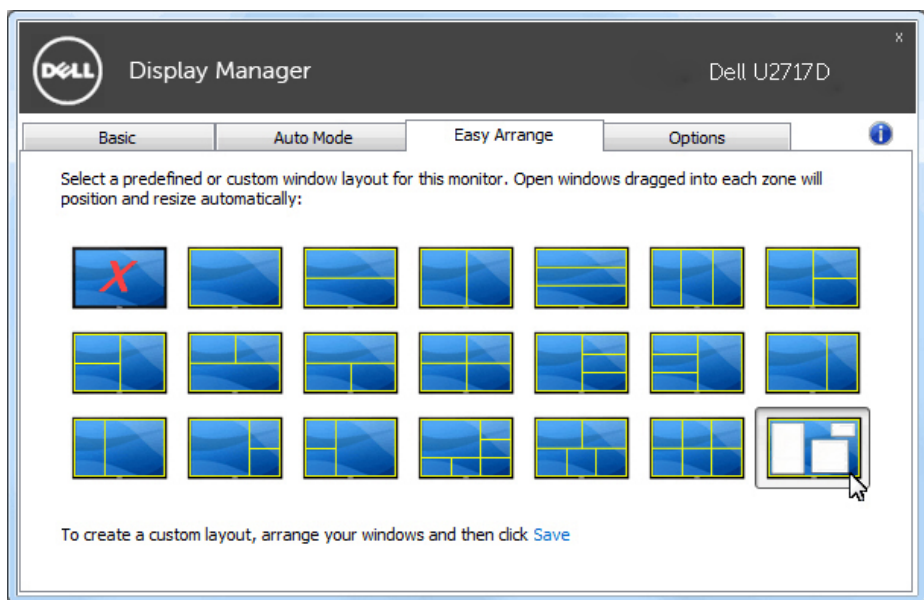 x
DELL
Display Manager
Dell U2717D
Basic
Auto Mode
Easy Arrange
Options
i
Select a predefined or custom window layout for this monitor. Open windows dragged into each zone will
position and resize automatically:
X
To create a custom layout, arrange your windows and then click Save